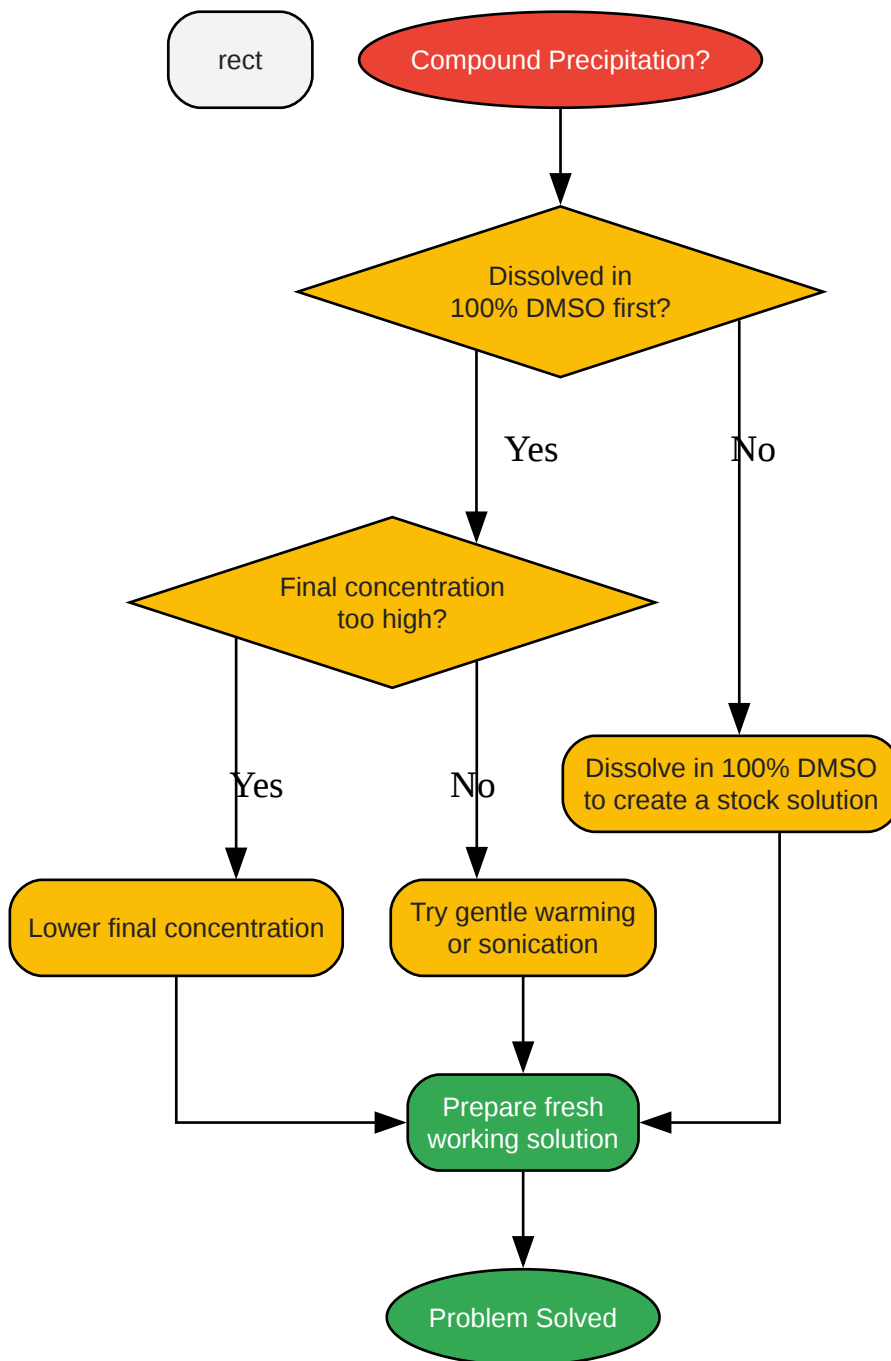 rect
Compound Precipitation?
Dissolved in
100% DMSO first?
Yes
No
Final concentration
too high?
Yes
No
Dissolve in 100% DMSO
to create a stock solution
Lower final concentration
Try gentle warming
or sonication
Prepare fresh
working solution
Problem Solved